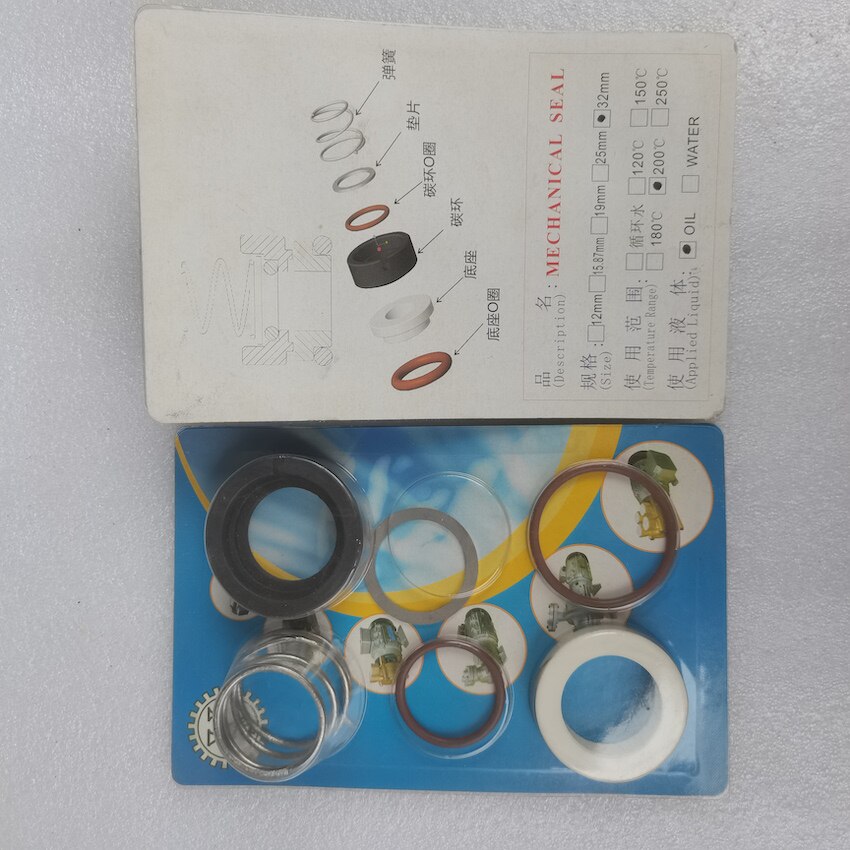 弹簧
垫片
碳环O圈
碳环
底座
底座O圈
品 名：MECHANICAL SEAL
(Description)
规格：12mm 15.87mm 19mm 25mm 32mm
(Size)
使 用 范 围： 循环水 120℃ 150℃
(Temperature Range) 180℃ 200℃ 250℃
使 用 液 体： OIL WATER
(Applied Liquid):